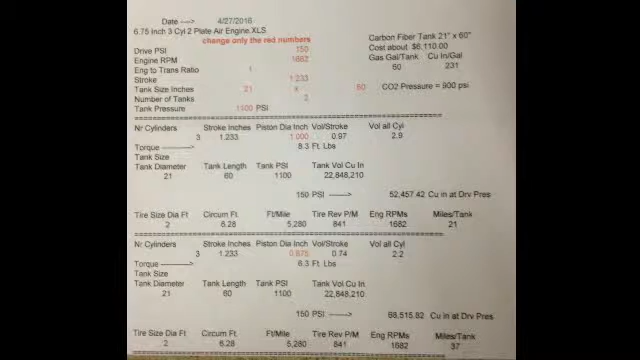 Date ---> 4/27/2016
6.75 Inch 3 Cyl 2 Plate Air Engine.XLS
change only the red numbers
Carbon Fiber Tank 21" x 60"
Drive PSI 150 Cost about $6,110.00
Engine RPM 1682 Gas Gal/Tank Cu In/Gal
Eng to Trans Ratio 1 60 231
Stroke 1.233
Tank Size Inches 21 x 60 CO2 Pressure = 900 psi
Number of Tanks 2
Tank Pressure 1100 PSI
Nr Cylinders Stroke Inches Piston Dia Inch Vol/Stroke Vol all Cyl
3 1.233 1.000 0.97 2.9
Torque ------------> 8.3 Ft Lbs
Tank Size
Tank Diameter Tank Length Tank PSI Tank Vol Cu In
21 60 1100 22,848,210
150 PSI -----> 52,457.42 Cu in at Drv Pres
Tire Size Dia Ft Circum Ft Ft/Mile Tire Rev P/M Eng RPMs Miles/Tank
2 6.28 5,280 841 1682 21
Nr Cylinders Stroke Inches Piston Dia Inch Vol/Stroke Vol all Cyl
3 1.233 0.875 0.74 2.2
Torque ------------> 6.3 Ft Lbs
Tank Size
Tank Diameter Tank Length Tank PSI Tank Vol Cu In
21 60 1100 22,848,210
150 PSI -----> 68,515.82 Cu in at Drv Pres
Tire Size Dia Ft Circum Ft Ft/Mile Tire Rev P/M Eng RPMs Miles/Tank
2 6.28 5,280 841 1682 37